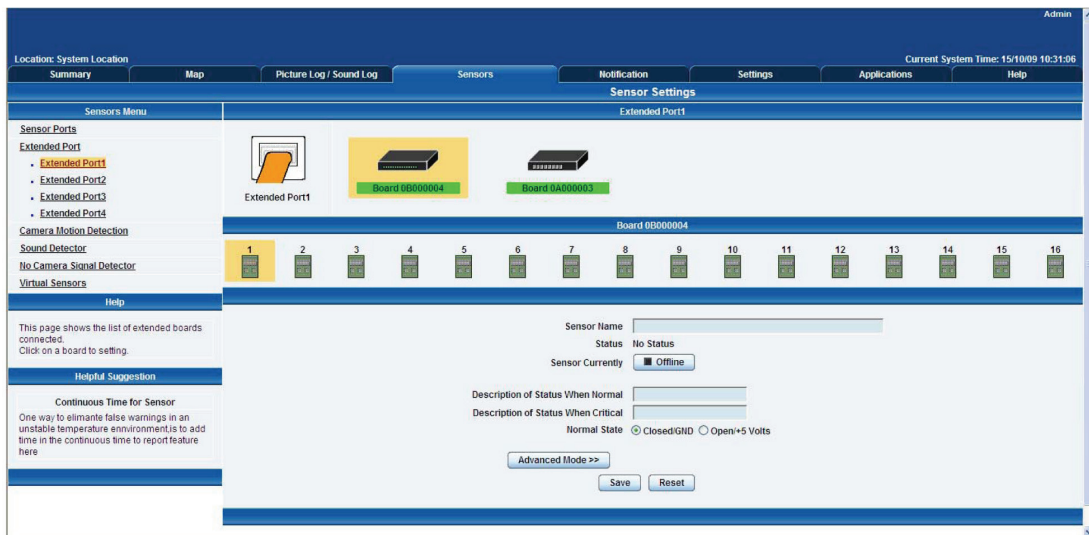 Admin
Location: System Location
Current System Time: 15/10/09 10:31:06
Summary Map Picture Log / Sound Log Sensors Notification Settings Applications Help
Sensor Settings
Sensors Menu
Sensor Ports
Extended Port
Extended Port1
Extended Port2
Extended Port3
Extended Port4
Camera Motion Detection
Sound Detector
No Camera Signal Detector
Virtual Sensors
Help
This page shows the list of extended boards
connected.
Click on a board to setting.
Helpful Suggestion
Continuous Time for Sensor
One way to elimante false warnings in an
unstable temperature ennvironment,is to add
time in the continuous time to report feature
here
Extended Port1
Extended Port1
Board 0B000004
Board 0A000003
Board 0B000004
1 2 3 4 5 6 7 8 9 10 11 12 13 14 15 16
Sensor Name
Status No Status
Sensor Currently Offline
Description of Status When Normal
Description of Status When Critical
Normal State Closed/GND Open/+5 Volts
Advanced Mode >>
Save Reset